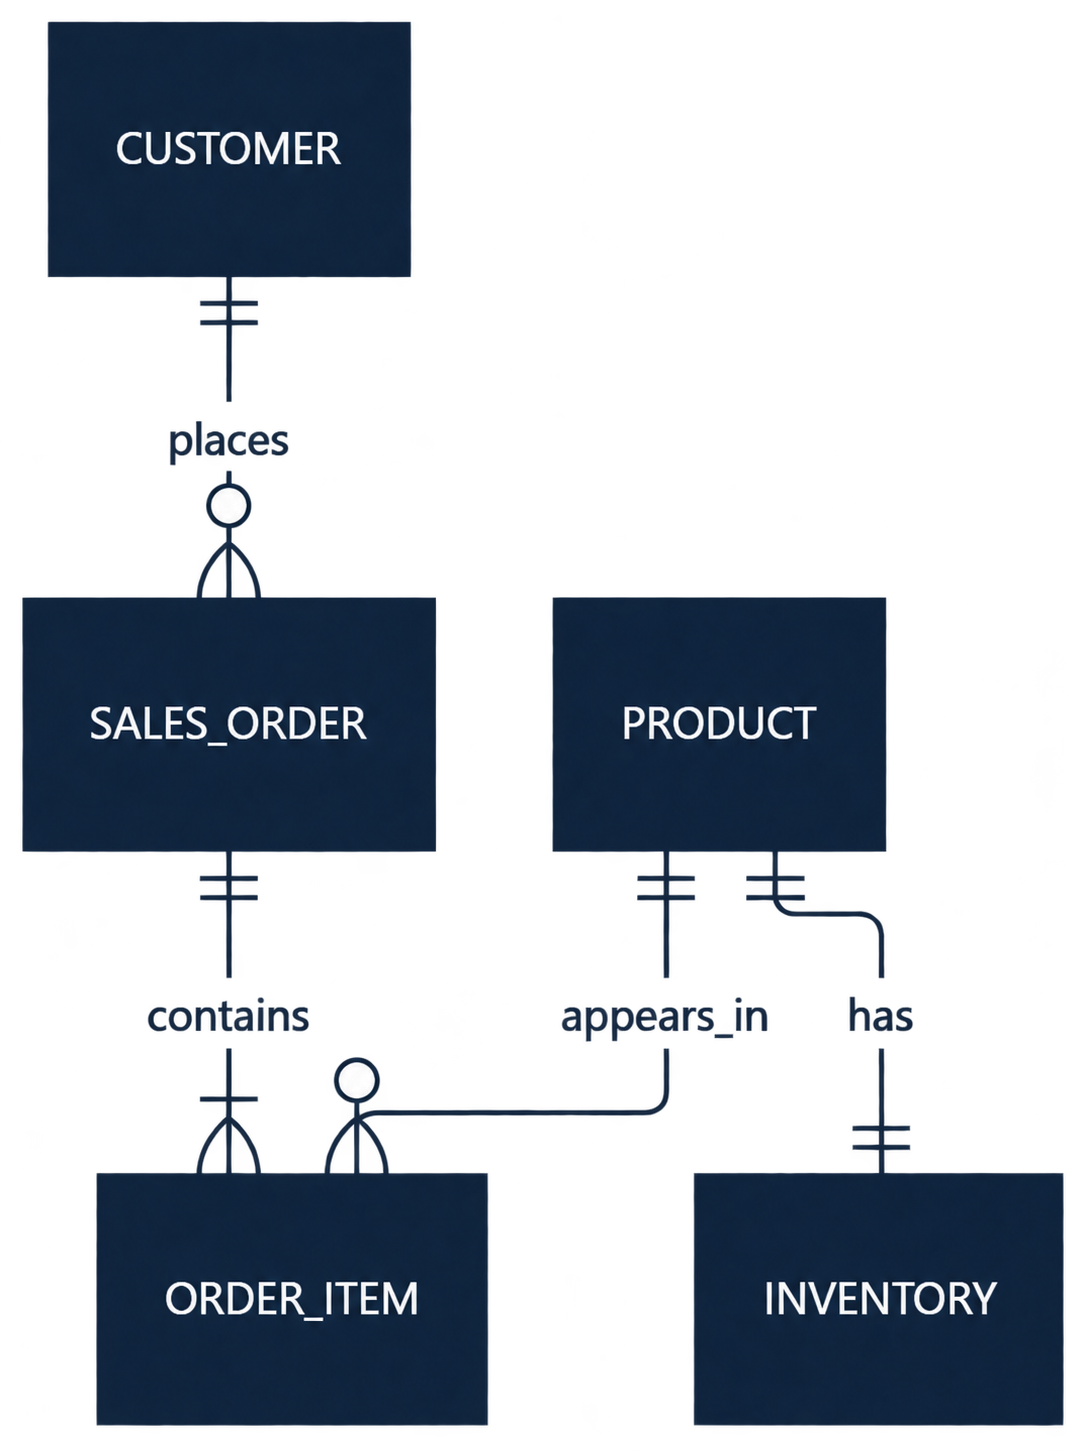 CUSTOMER
places
SALES_ORDER
PRODUCT
contains
appears_in
has
ORDER_ITEM
INVENTORY